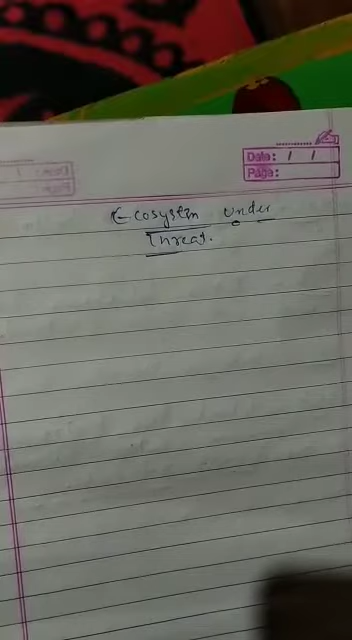 Date: / /
Page:
Ecosystem under
Threat.